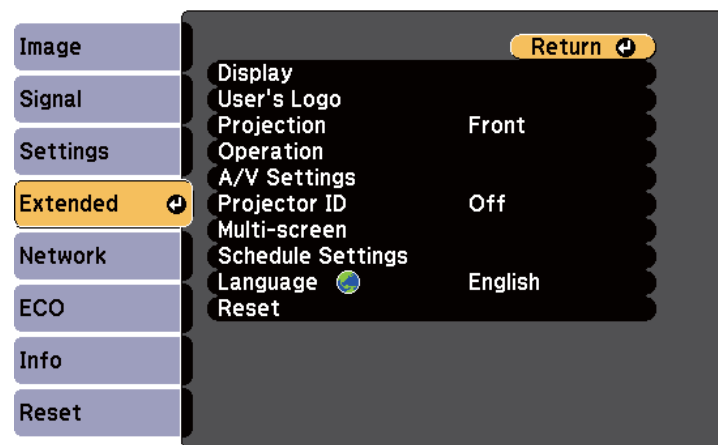 Image
Signal
Settings
Extended
Network
ECO
Info
Reset
Return
Display
User's Logo
Projection Front
Operation
A/V Settings
Projector ID Off
Multi-screen
Schedule Settings
Language English
Reset